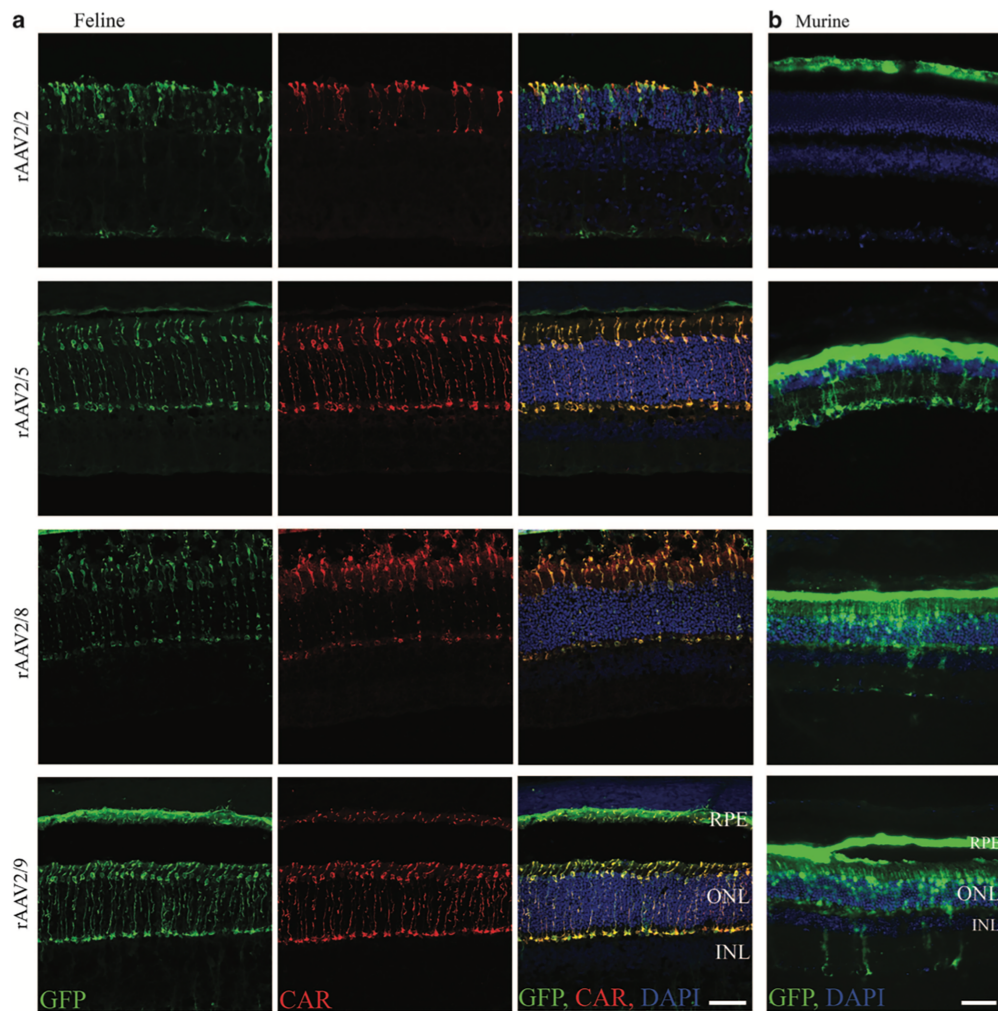 a Feline
b Murine
rAAV2/2
rAAV2/5
rAAV2/8
rAAV2/9
RPE
ONL
INL
RPE
ONL
INL
GFP
CAR
GFP, CAR, DAPI
GFP, DAPI